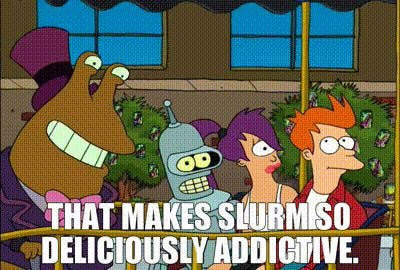 THAT MAKES SLURM SO
DELICIOUSLY ADDICTIVE.